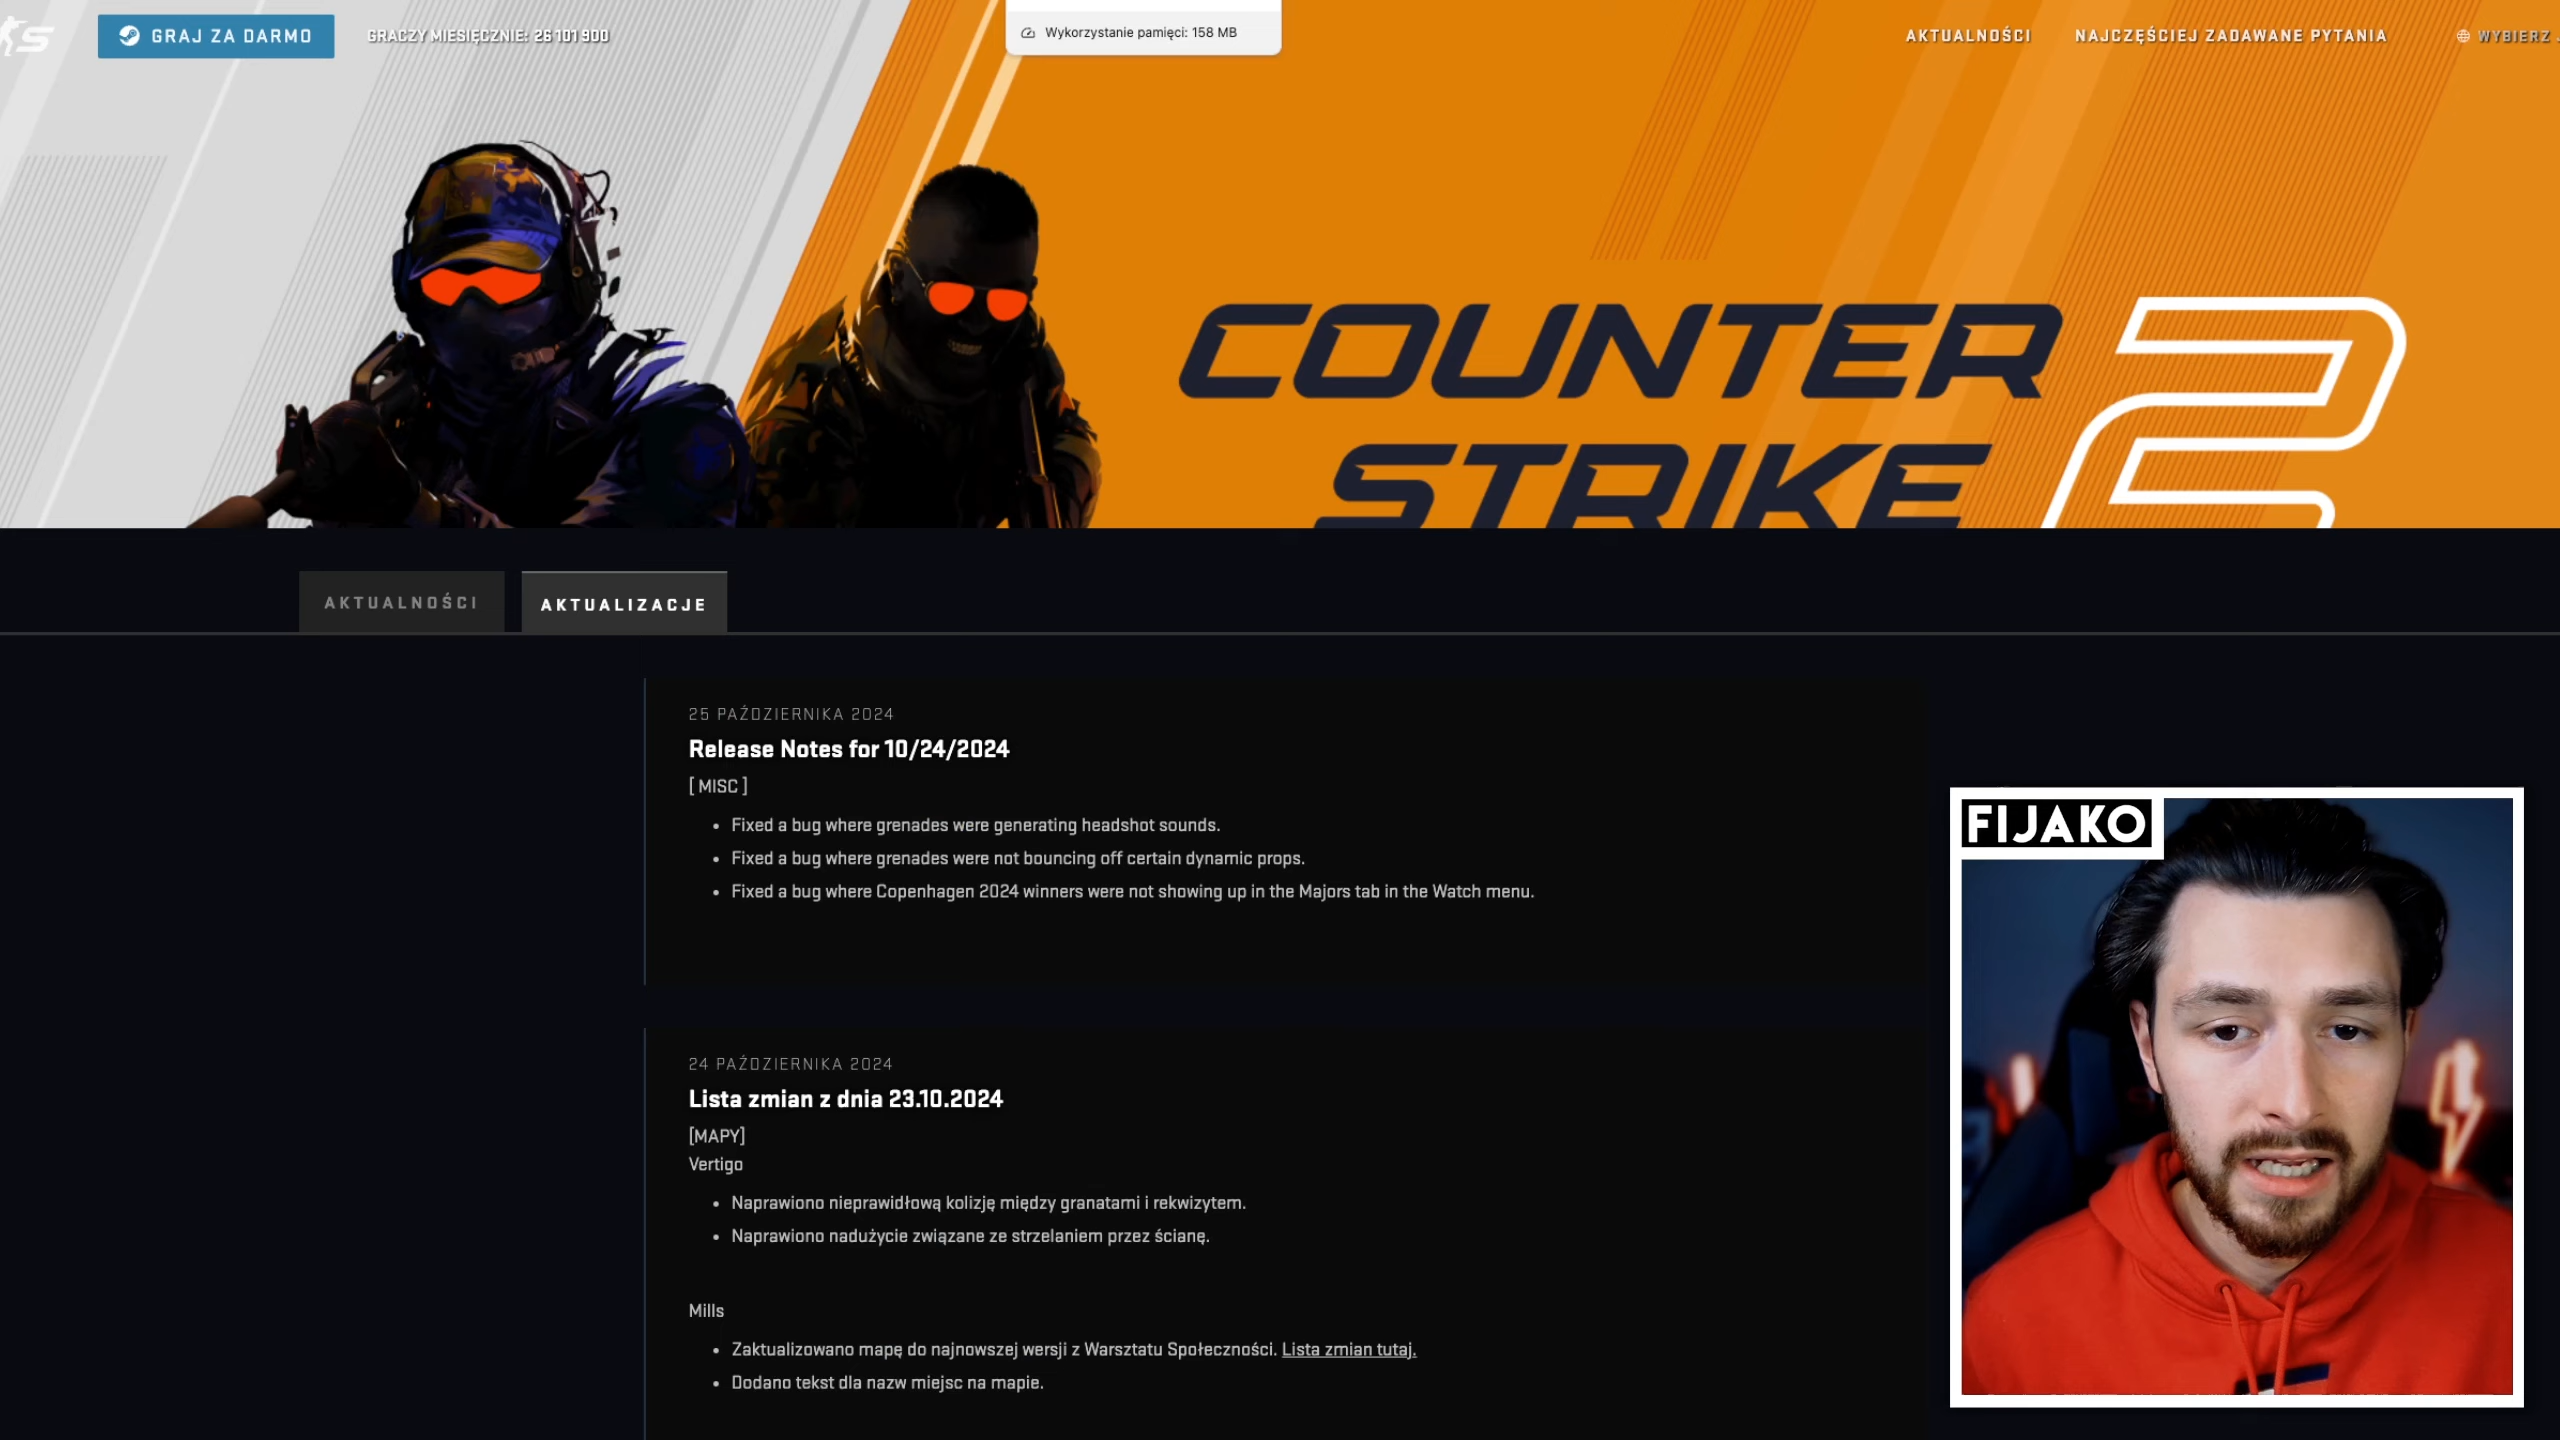 S
GRAJ ZA DARMO
GRACZY MIESIĘCZNIE: 26 101 900
Wykorzystanie pamięci: 158 MB
AKTUALNOŚCI
NAJCZĘŚCIEJ ZADAWANE PYTANIA
WYBIERZ J
COUNTER
STRIKE
2
AKTUALNOŚCI
AKTUALIZACJE
25 PAŹDZIERNIKA 2024
Release Notes for 10/24/2024
[ MISC ]
• Fixed a bug where grenades were generating headshot sounds.
• Fixed a bug where grenades were not bouncing off certain dynamic props.
• Fixed a bug where Copenhagen 2024 winners were not showing up in the Majors tab in the Watch menu.
FIJAKO
24 PAŹDZIERNIKA 2024
Lista zmian z dnia 23.10.2024
[MAPY]
Vertigo
• Naprawiono nieprawidłową kolizję między granatami i rekwizytem.
• Naprawiono nadużycie związane ze strzelaniem przez ścianę.
Mills
• Zaktualizowano mapę do najnowszej wersji z Warsztatu Społeczności. Lista zmian tutaj.
• Dodano tekst dla nazw miejsc na mapie.